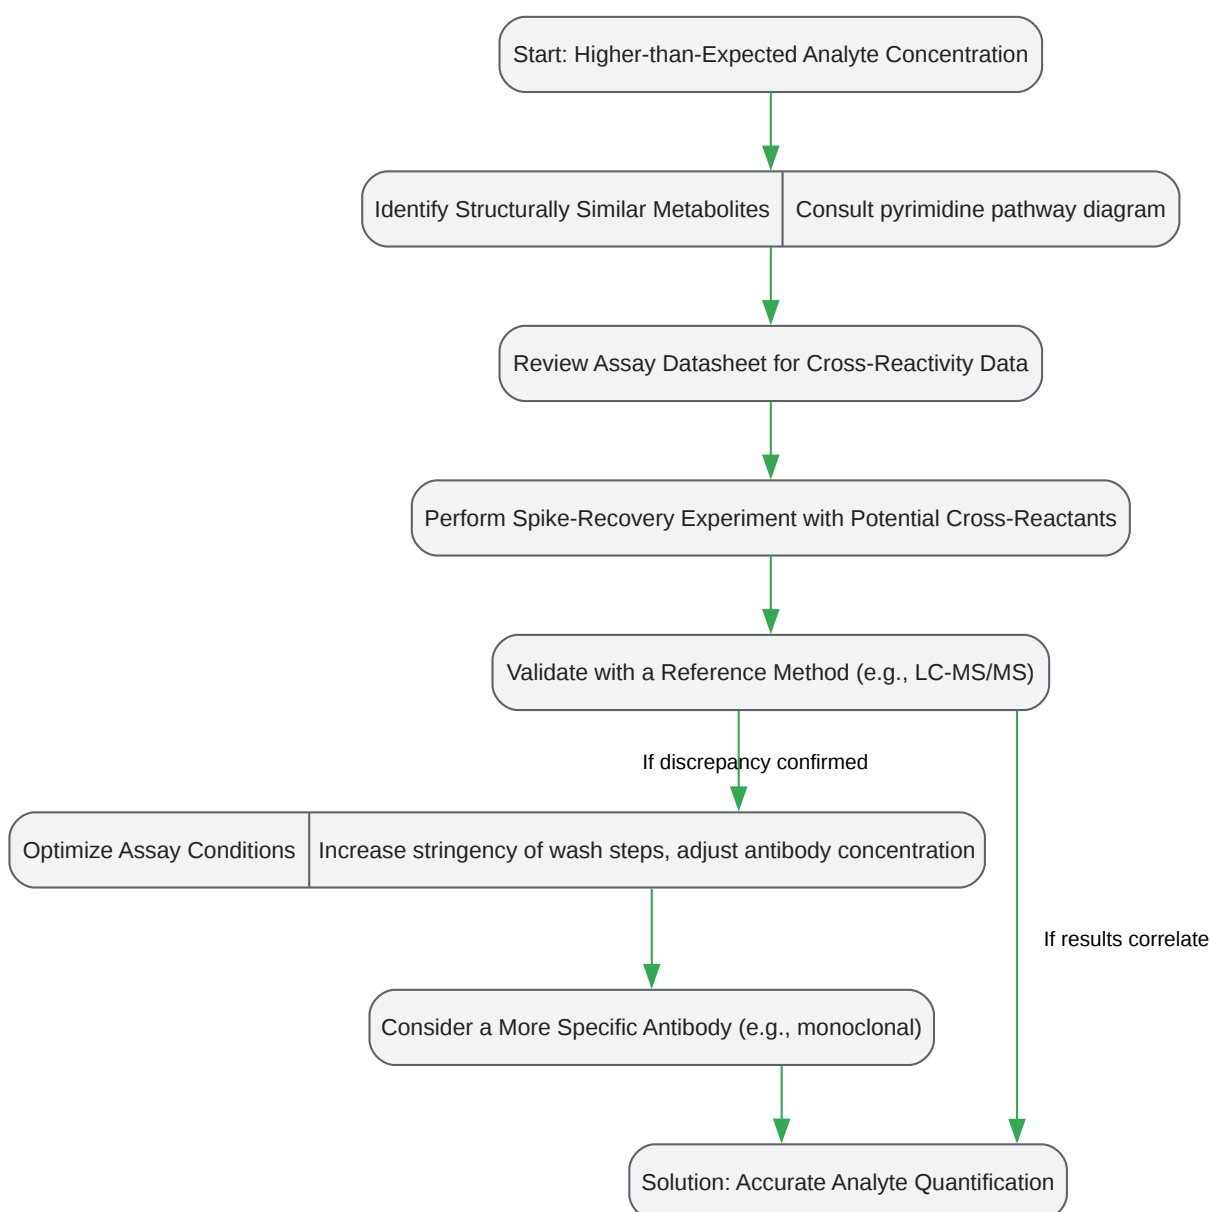 Start: Higher-than-Expected Analyte Concentration
Identify Structurally Similar Metabolites
Consult pyrimidine pathway diagram
Review Assay Datasheet for Cross-Reactivity Data
Perform Spike-Recovery Experiment with Potential Cross-Reactants
Validate with a Reference Method (e.g., LC-MS/MS)
If discrepancy confirmed
Optimize Assay Conditions
Increase stringency of wash steps, adjust antibody concentration
If results correlate
Consider a More Specific Antibody (e.g., monoclonal)
Solution: Accurate Analyte Quantification